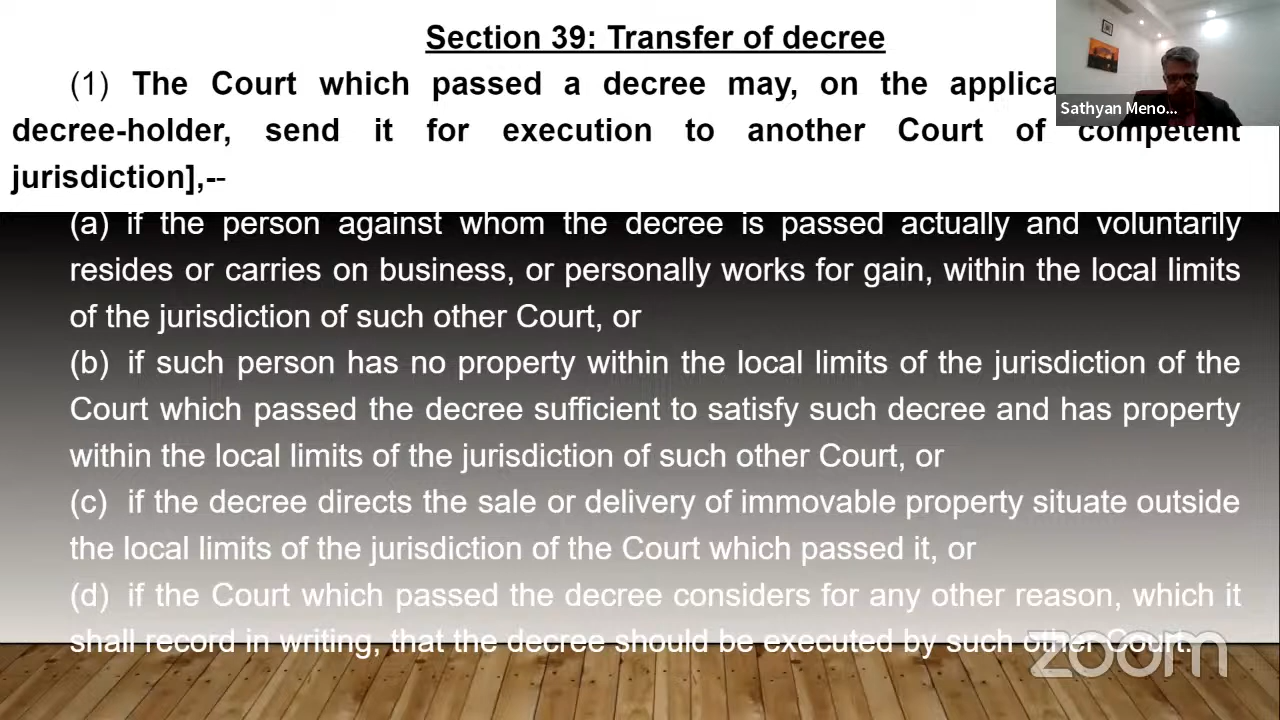 Section 39: Transfer of decree
(1) The Court which passed a decree may, on the applica
decree-holder, send it for execution to another Court of competent
jurisdiction],--
(a) if the person against whom the decree is passed actually and voluntarily
resides or carries on business, or personally works for gain, within the local limits
of the jurisdiction of such other Court, or
(b) if such person has no property within the local limits of the jurisdiction of the
Court which passed the decree sufficient to satisfy such decree and has property
within the local limits of the jurisdiction of such other Court, or
(c) if the decree directs the sale or delivery of immovable property situate outside
the local limits of the jurisdiction of the Court which passed it, or
(d) if the Court which passed the decree considers for any other reason, which it
shall record in writing, that the decree should be executed by such other Court.
Sathyan Meno...
zoom